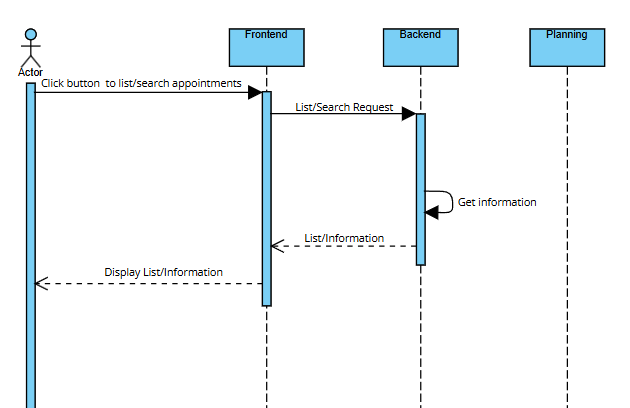 Frontend
Backend
Planning
Actor
Click button to list/search appointments
List/Search Request
Get information
List/Information
Display List/Information